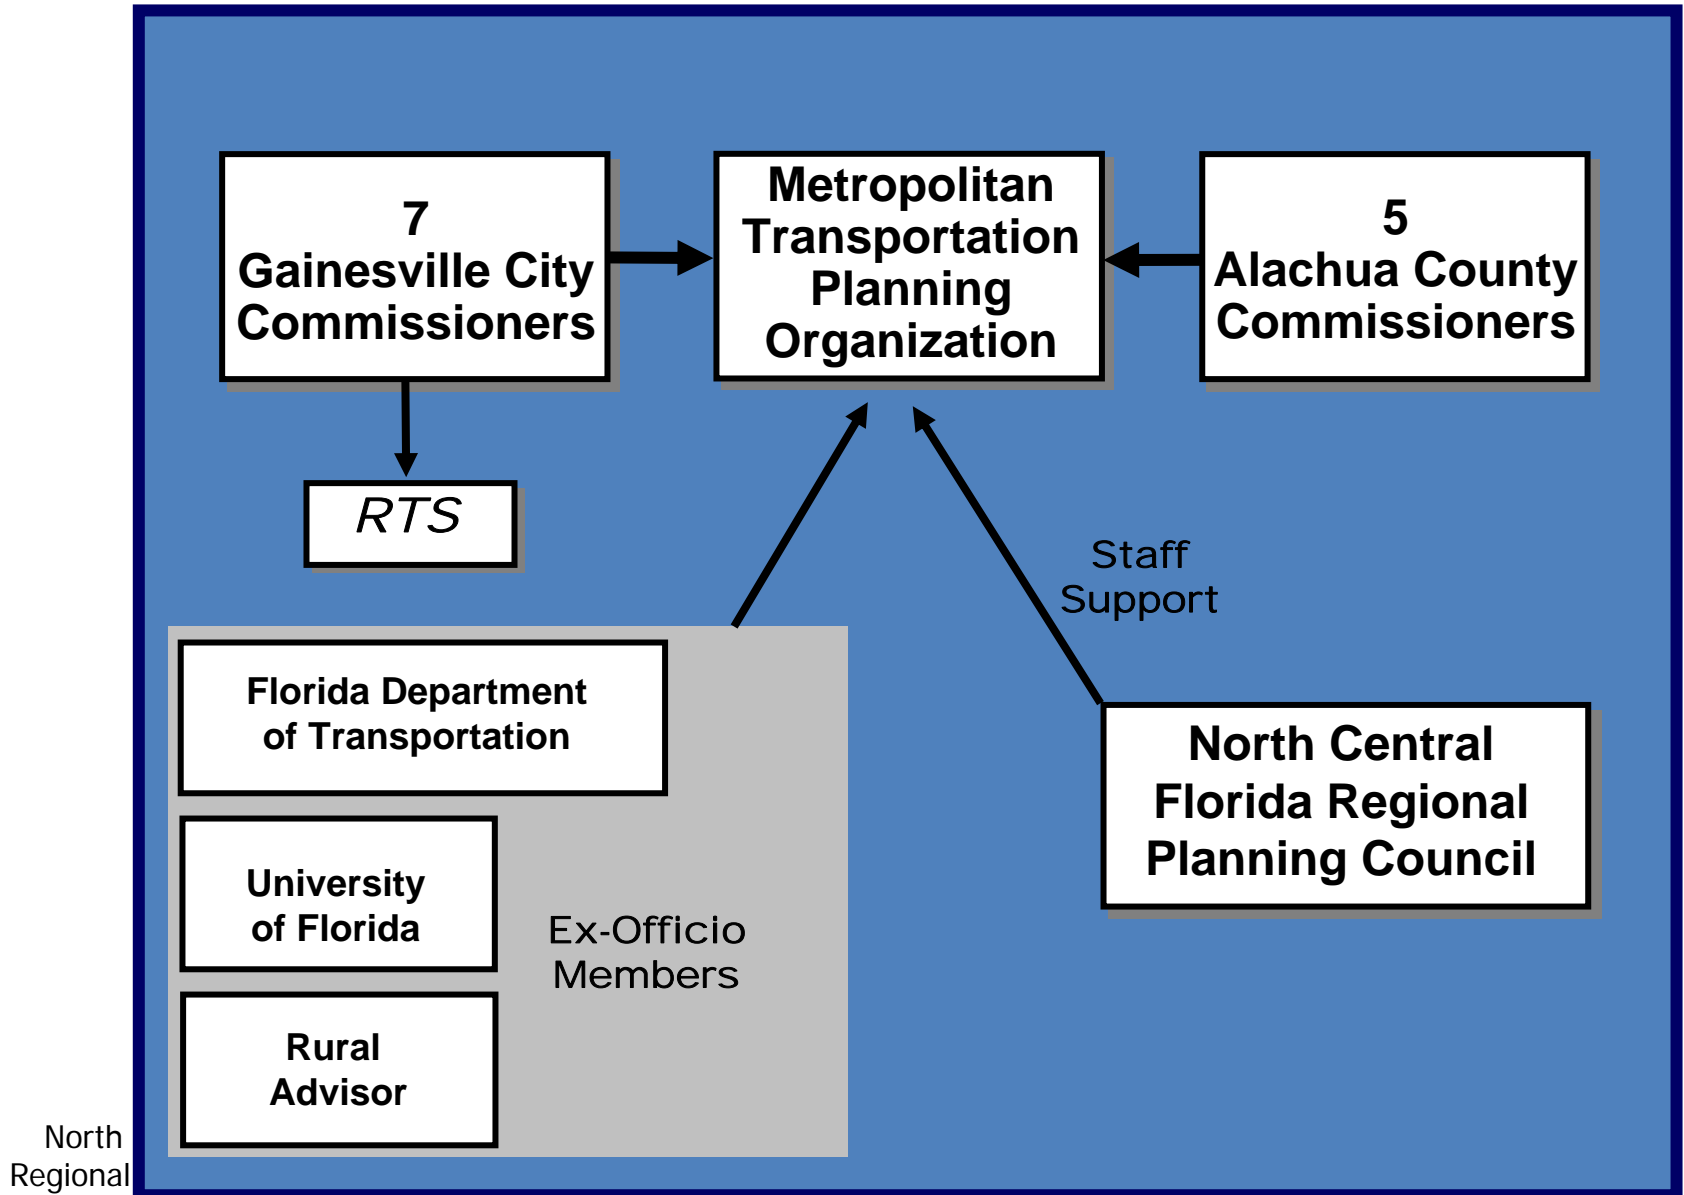 7
Gainesville City
Commissioners
Metropolitan
Transportation
Planning
Organization
5
Alachua County
Commissioners
RTS
Staff
Support
Florida Department
of Transportation
University
of Florida
Rural
Advisor
Ex-Officio
Members
North Central
Florida Regional
Planning Council
North
Regional